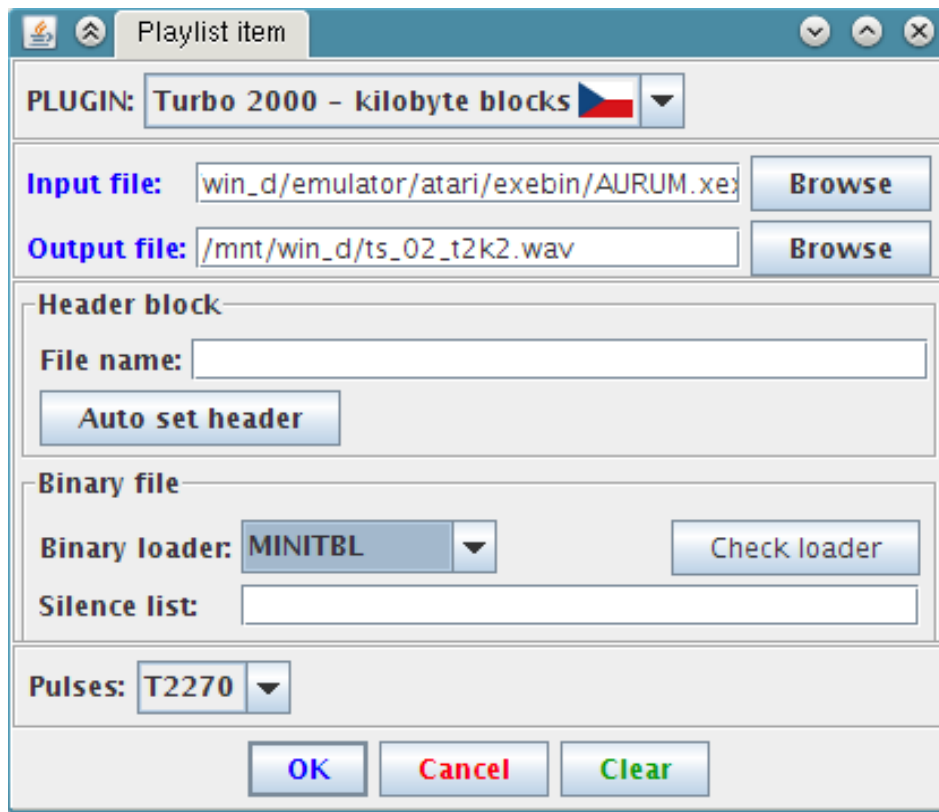 Playlist item
PLUGIN: Turbo 2000 - kilobyte blocks
Input file: win_d/emulator/atari/exebin/AURUM.xex Browse
Output file: /mnt/win_d/ts_02_t2k2.wav Browse
Header block
File name:
Auto set header
Binary file
Binary loader: MINITBL Check loader
Silence list:
Pulses: T2270
OK Cancel Clear